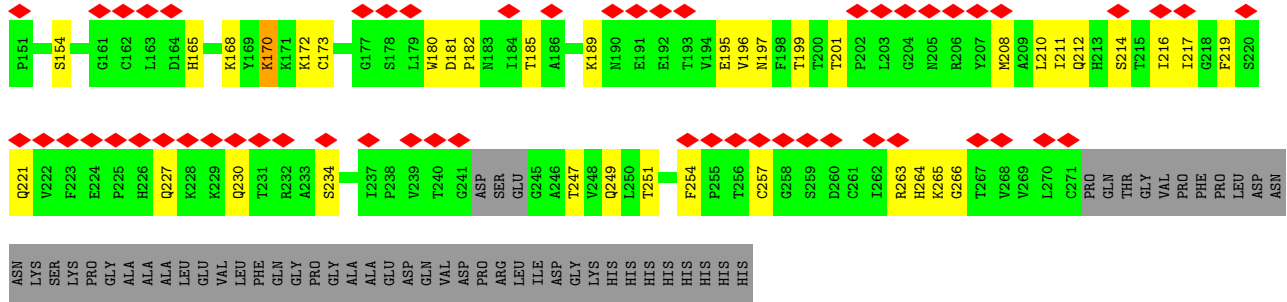 P151 S154 G161 C162 L163 D164 H165 K168 Y169 K170 K171 K172 C173 G177 S178 L179 W180 D181 P182 N183 I184 T185 A186 K189 N190 E191 E192 T193 V194 E195 V196 N197 F198 T199 T200 T201 P202 L203 G204 N205 R206 Y207 M208 A209 L210 I211 Q212 H213 S214 T215 I216 I217 G218 F219 S220
Q221 V222 F223 E224 P225 H226 Q227 K228 K229 Q230 T231 R232 A233 S234 I237 P238 V239 T240 G241 ASP SER GLU G245 A246 T247 V248 Q249 L250 T251 F254 P255 T256 C257 G258 S259 D260 C261 I262 R263 H264 K265 G266 T267 V268 V269 L270 C271 PRO GLN THR GLY VAL PRO PHE PRO LEU ASP ASN
ASN LYS SER LYS PRO GLY ALA ALA ALA LEU GLU VAL LEU PHE GLN GLY PRO GLY ALA ALA GLU ASP GLN VAL ASP PRO ARG LEU ILE ASP GLY LYS HIS HIS HIS HIS HIS HIS HIS HIS